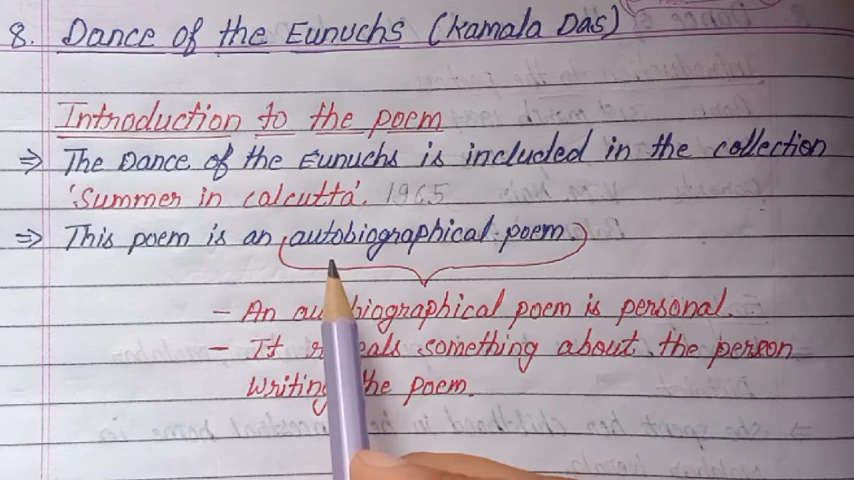 8. Dance of the Eunuchs (Kamala Das)
Introduction to the poem
⇒ The Dance of the Eunuchs is included in the collection
'Summer in calcutta'. 1965
⇒ This poem is an autobiographical poem.
- An autobiographical poem is personal.
- It reveals something about the person
writing the poem.